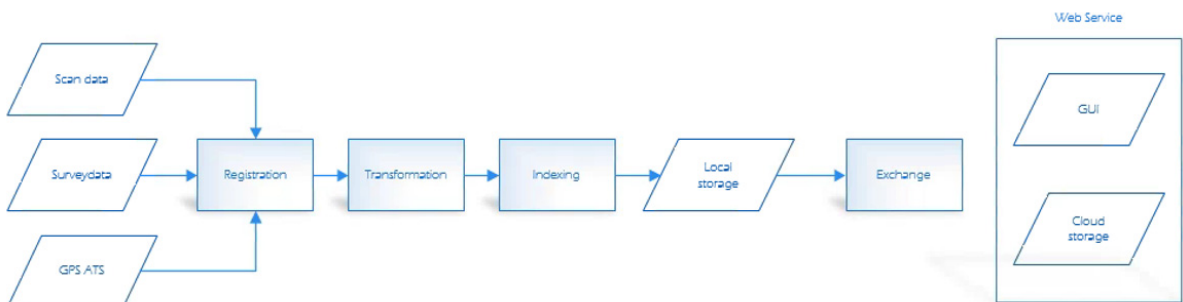 Web Service
Scan data
GUI
Surveydata
Registration
Transformation
Indexing
Local
storage
Exchange
Cloud
storage
GPS ATS